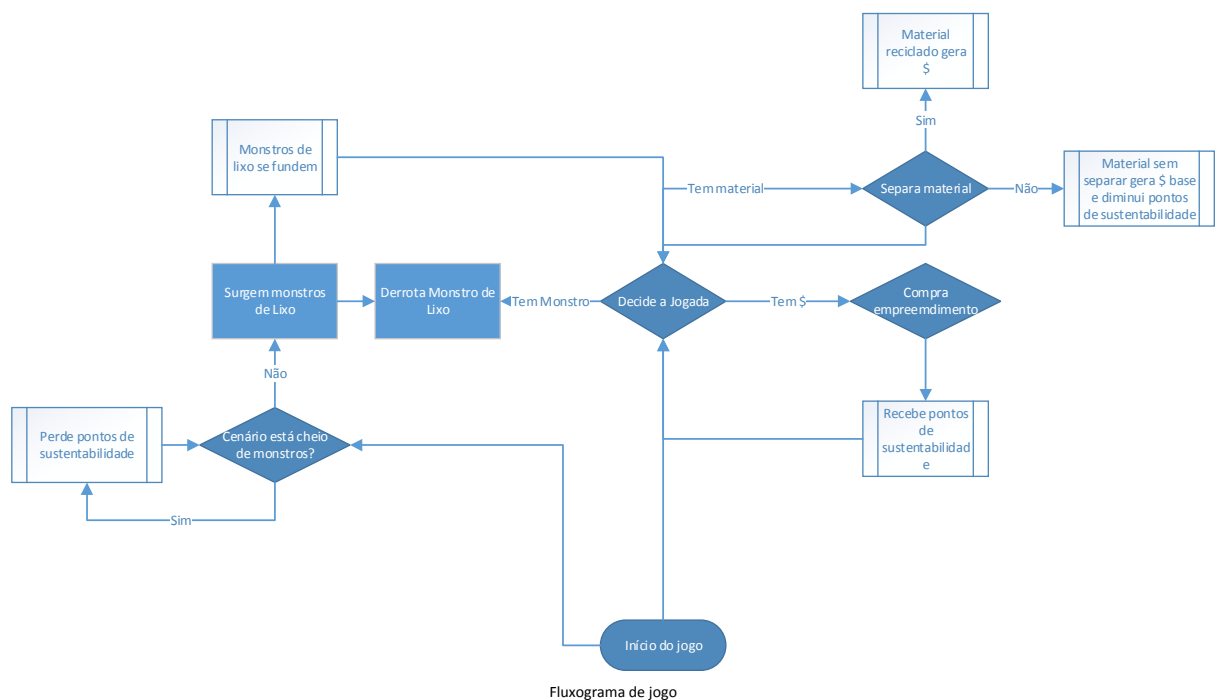 Material
reciclado gera
$
Sim
Monstros de
lixo se fundem
Tem material
Separa material
Não
Material sem
separar gera $ base
e diminui pontos
de sustentabilidade
Surgem monstros
de Lixo
Derrota Monstro de
Lixo
Tem Monstro
Decide a Jogada
Tem $
Compra
empreemdimento
Não
Perde pontos de
sustentabilidade
Cenário está cheio
de monstros?
Recebe pontos
de
sustentabilidad
e
Sim
Início do jogo
Fluxograma de jogo